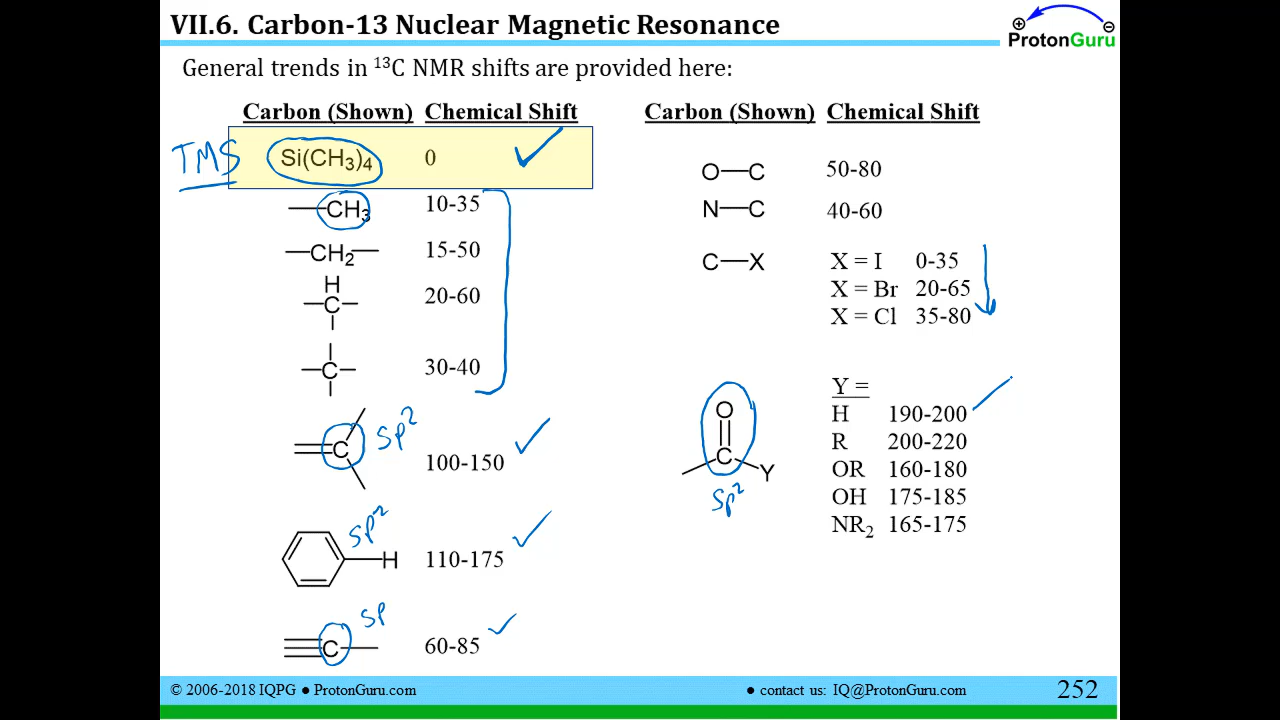 VII.6. Carbon-13 Nuclear Magnetic Resonance
ProtonGuru
General trends in ¹³C NMR shifts are provided here:
Carbon (Shown) Chemical Shift
TMS Si(CH₃)₄ 0
CH₃ 10-35
CH₂ 15-50
H
C 20-60
C 30-40
C sp² 100-150
sp² H 110-175
C sp 60-85
Carbon (Shown) Chemical Shift
O C 50-80
N C 40-60
C X X = I 0-35
X = Br 20-65
X = Cl 35-80
O
C Y
sp²
Y =
H 190-200
R 200-220
OR 160-180
OH 175-185
NR₂ 165-175
© 2006-2018 IQPG ● ProtonGuru.com ● contact us: IQ@ProtonGuru.com 252